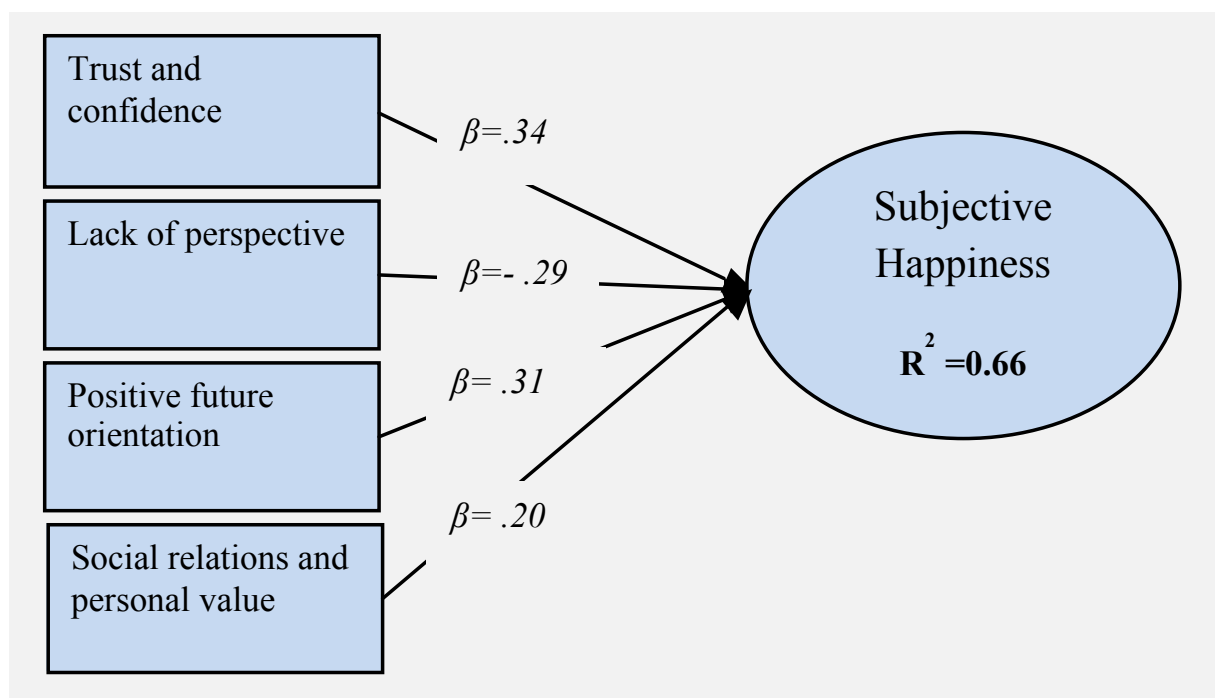 Trust and
confidence
β=.34
Lack of perspective
β=- .29
Positive future
orientation
β= .31
Social relations and
personal value
β= .20
Subjective
Happiness
R² =0.66